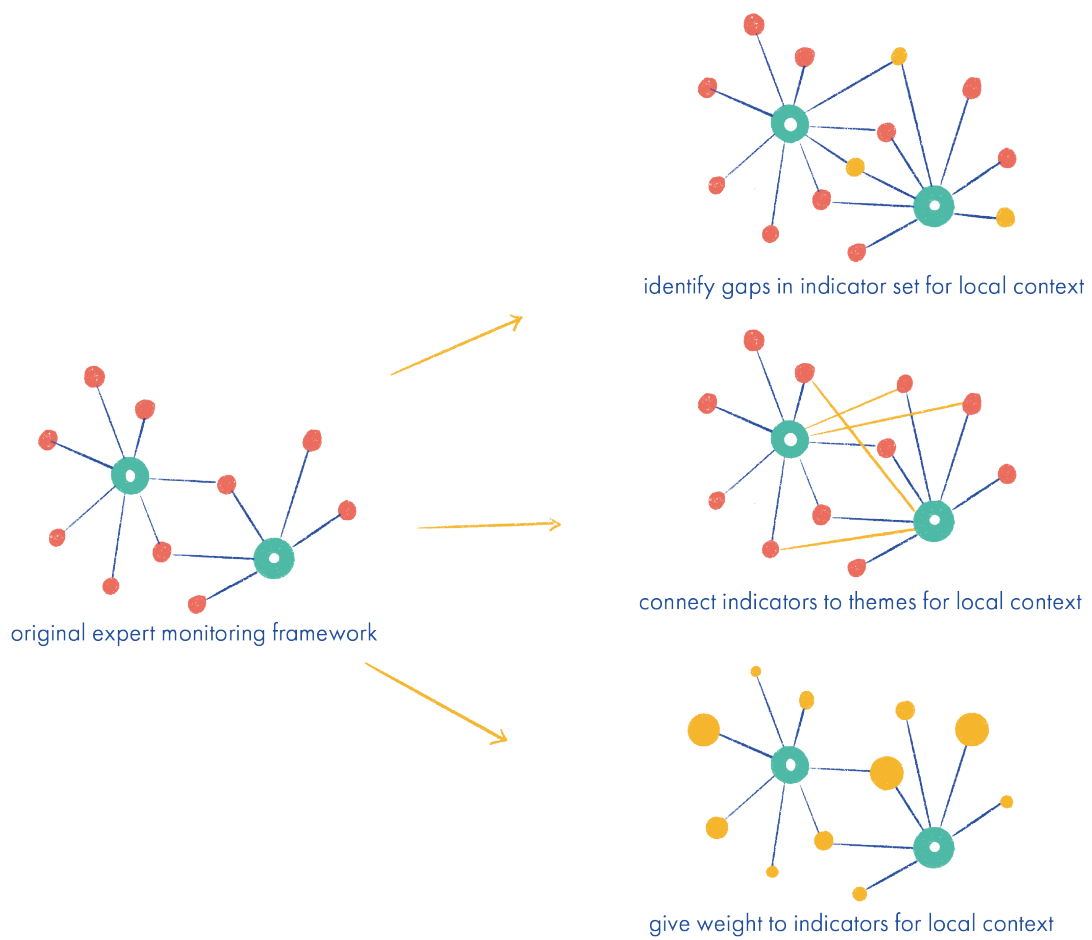 identify gaps in indicator set for local context
original expert monitoring framework
connect indicators to themes for local context
give weight to indicators for local context